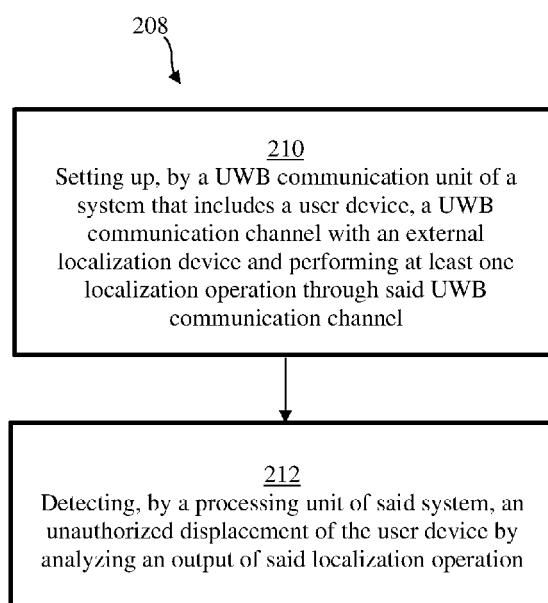 208
210
Setting up, by a UWB communication unit of a
system that includes a user device, a UWB
communication channel with an external
localization device and performing at least one
localization operation through said UWB
communication channel
212
Detecting, by a processing unit of said system, an
unauthorized displacement of the user device by
analyzing an output of said localization operation